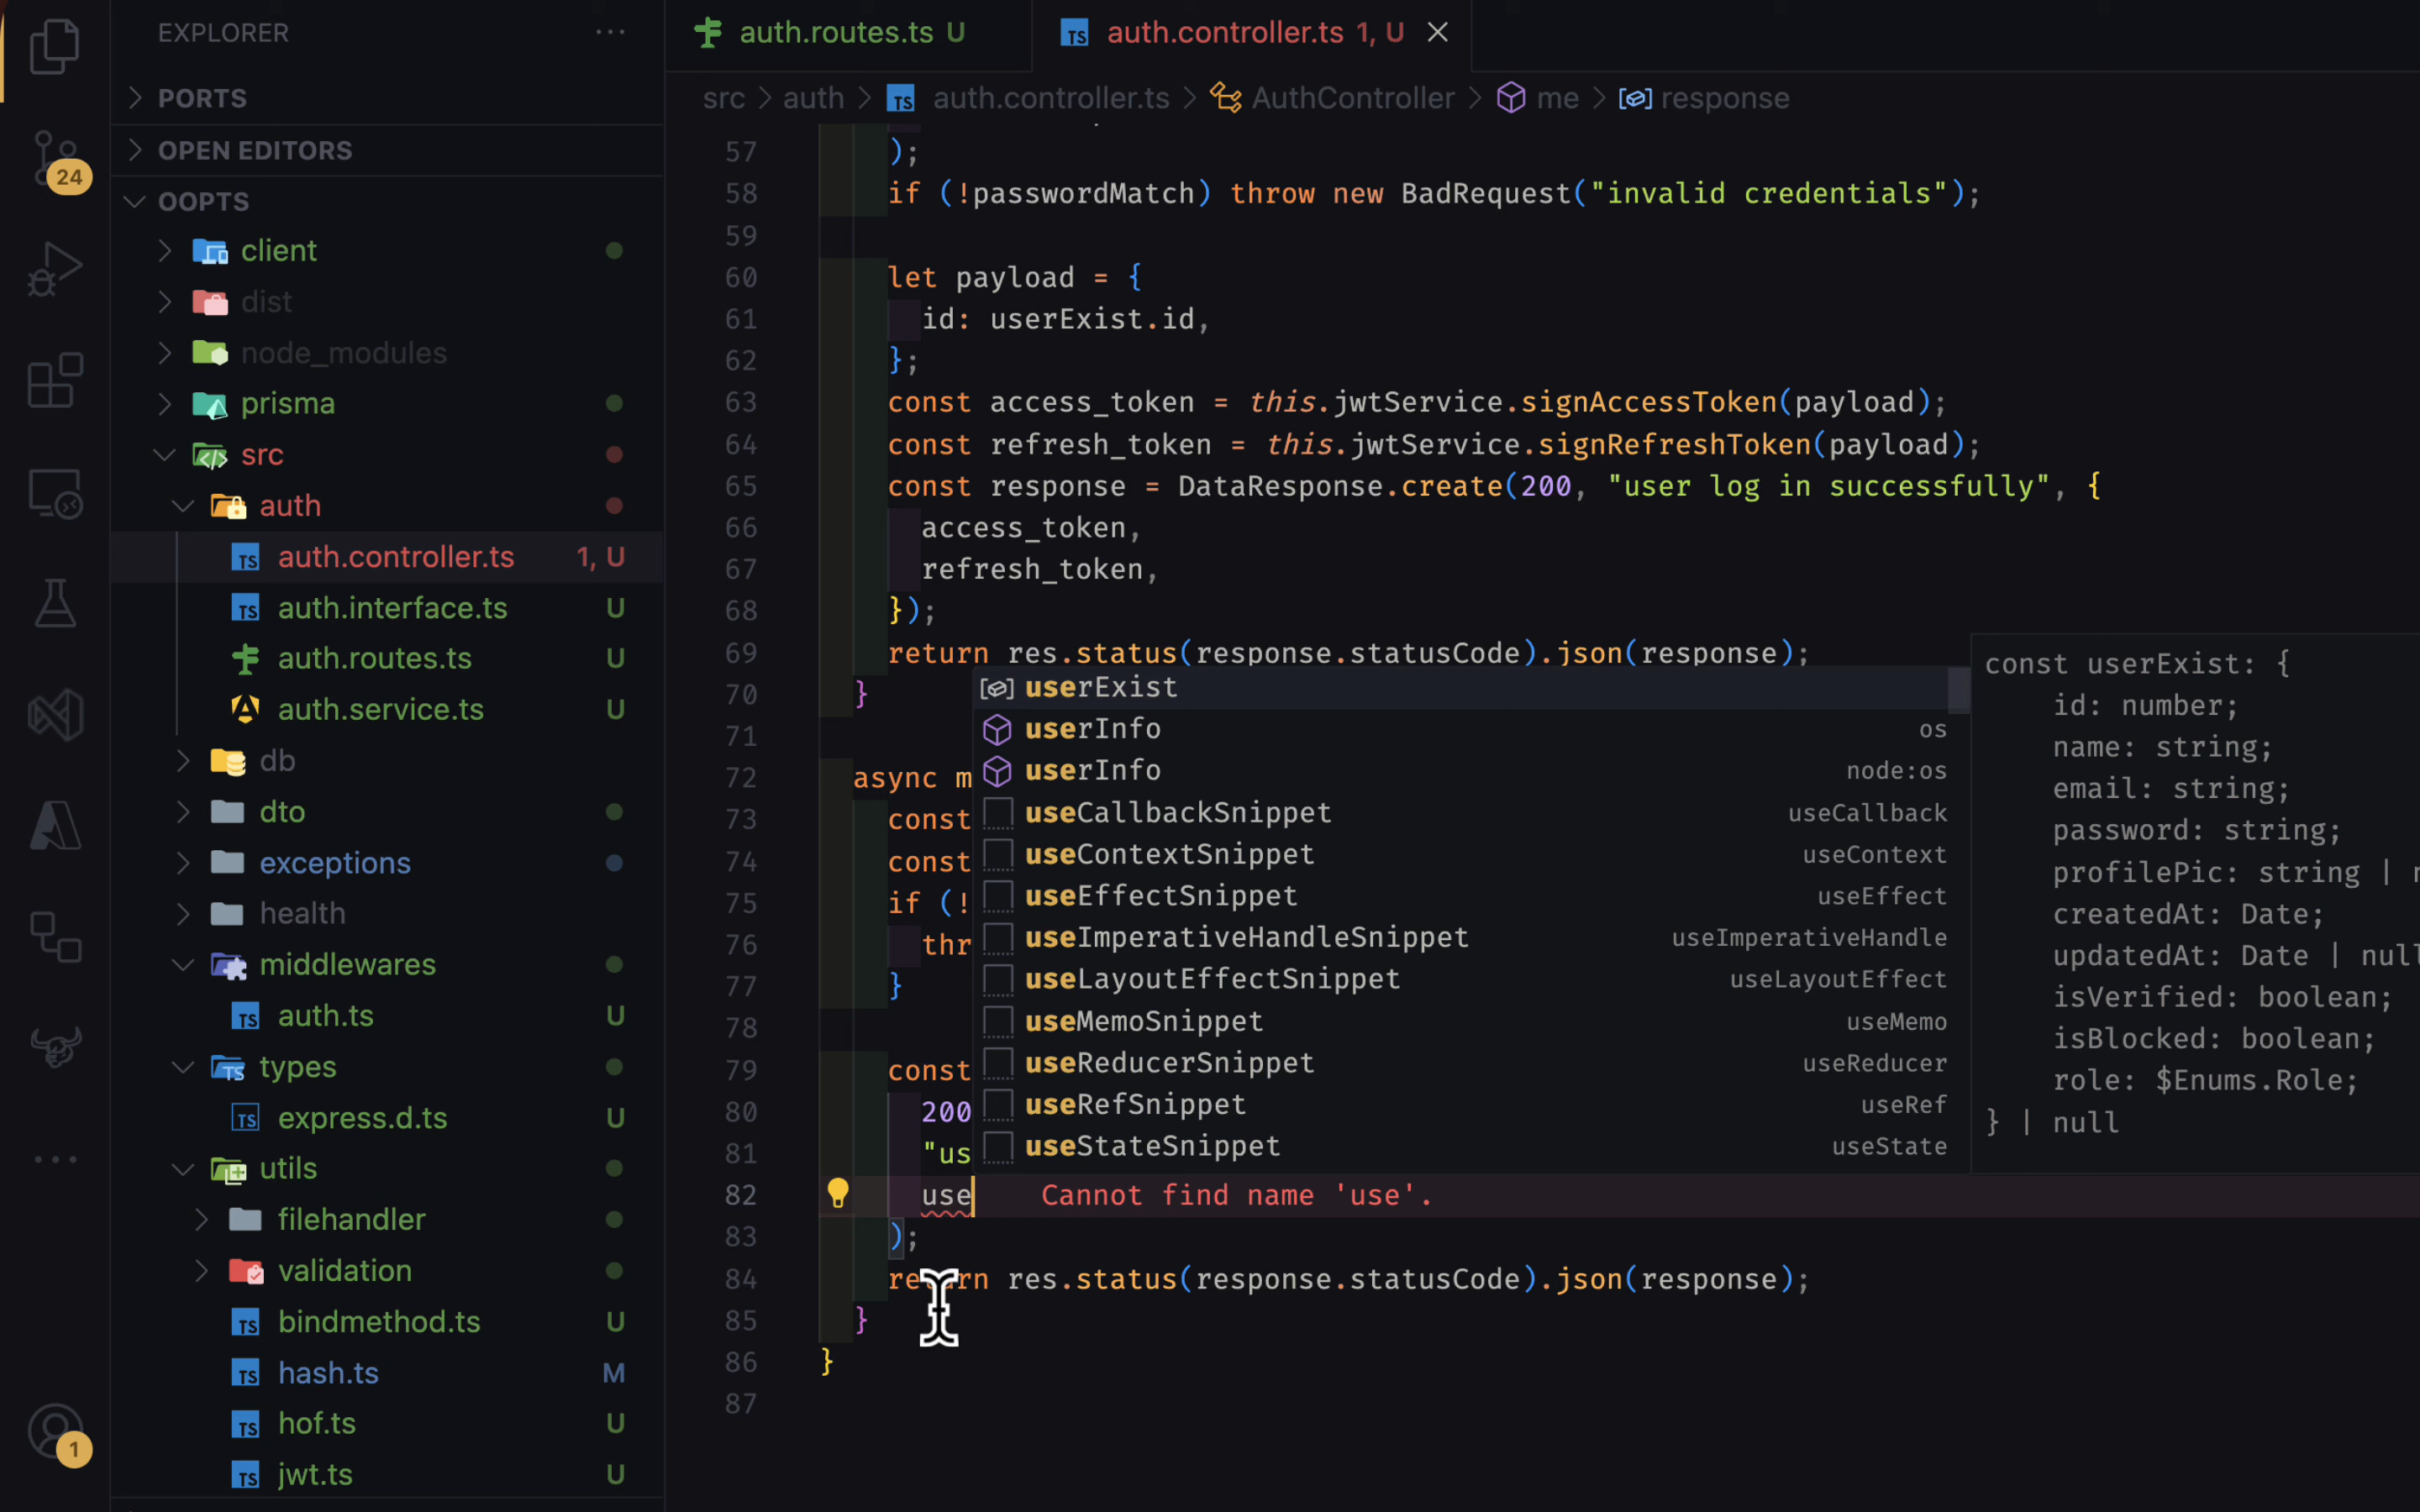 EXPLORER
PORTS
OPEN EDITORS
OOPTS
client
dist
node_modules
prisma
src
auth
auth.controller.ts 1, U
auth.interface.ts U
auth.routes.ts U
auth.service.ts U
db
dto
exceptions
health
middlewares
auth.ts U
types
express.d.ts U
utils
filehandler
validation
bindmethod.ts U
hash.ts M
hof.ts U
jwt.ts U
24
1
auth.routes.ts U
auth.controller.ts 1, U
src > auth > TS auth.controller.ts > AuthController > me > response
57 );
58 if (!passwordMatch) throw new BadRequest("invalid credentials");
59
60 let payload = {
61 id: userExist.id,
62 };
63 const access_token = this.jwtService.signAccessToken(payload);
64 const refresh_token = this.jwtService.signRefreshToken(payload);
65 const response = DataResponse.create(200, "user log in successfully", {
66 access_token,
67 refresh_token,
68 });
69 return res.status(response.statusCode).json(response);
70 }
71
72 async m
73 const
74 const
75 if (!
76 thr
77 }
78
79 const
80 200
81 "us
82 use Cannot find name 'use'.
83 );
84 return res.status(response.statusCode).json(response);
85 }
86 }
87
userExist
userInfo os
userInfo node:os
useCallbackSnippet useCallback
useContextSnippet useContext
useEffectSnippet useEffect
useImperativeHandleSnippet useImperativeHandle
useLayoutEffectSnippet useLayoutEffect
useMemoSnippet useMemo
useReducerSnippet useReducer
useRefSnippet useRef
useStateSnippet useState
const userExist: {
id: number;
name: string;
email: string;
password: string;
profilePic: string | n
createdAt: Date;
updatedAt: Date | null
isVerified: boolean;
isBlocked: boolean;
role: $Enums.Role;
} | null